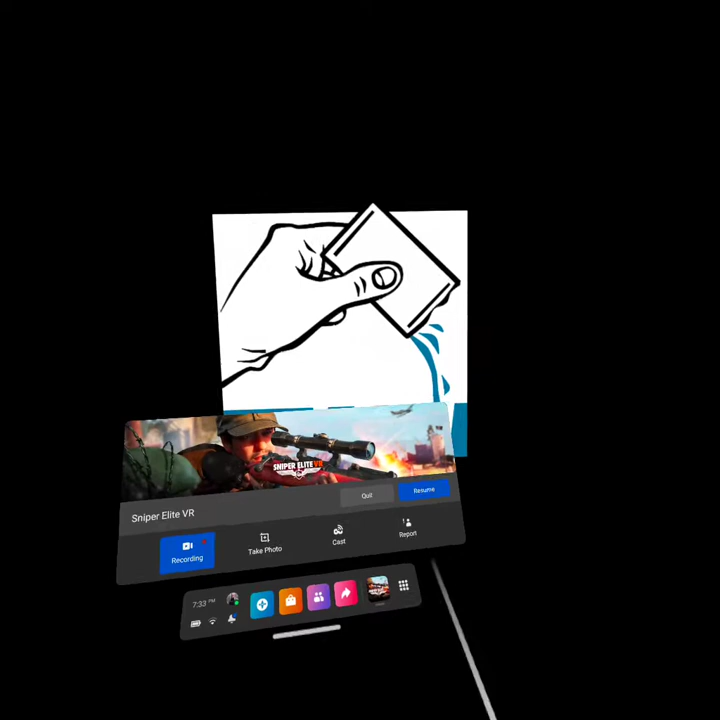 SNIPER ELITE VR
Sniper Elite VR
Quit
Resume
Recording
Take Photo
Cast
Report
7:33 PM